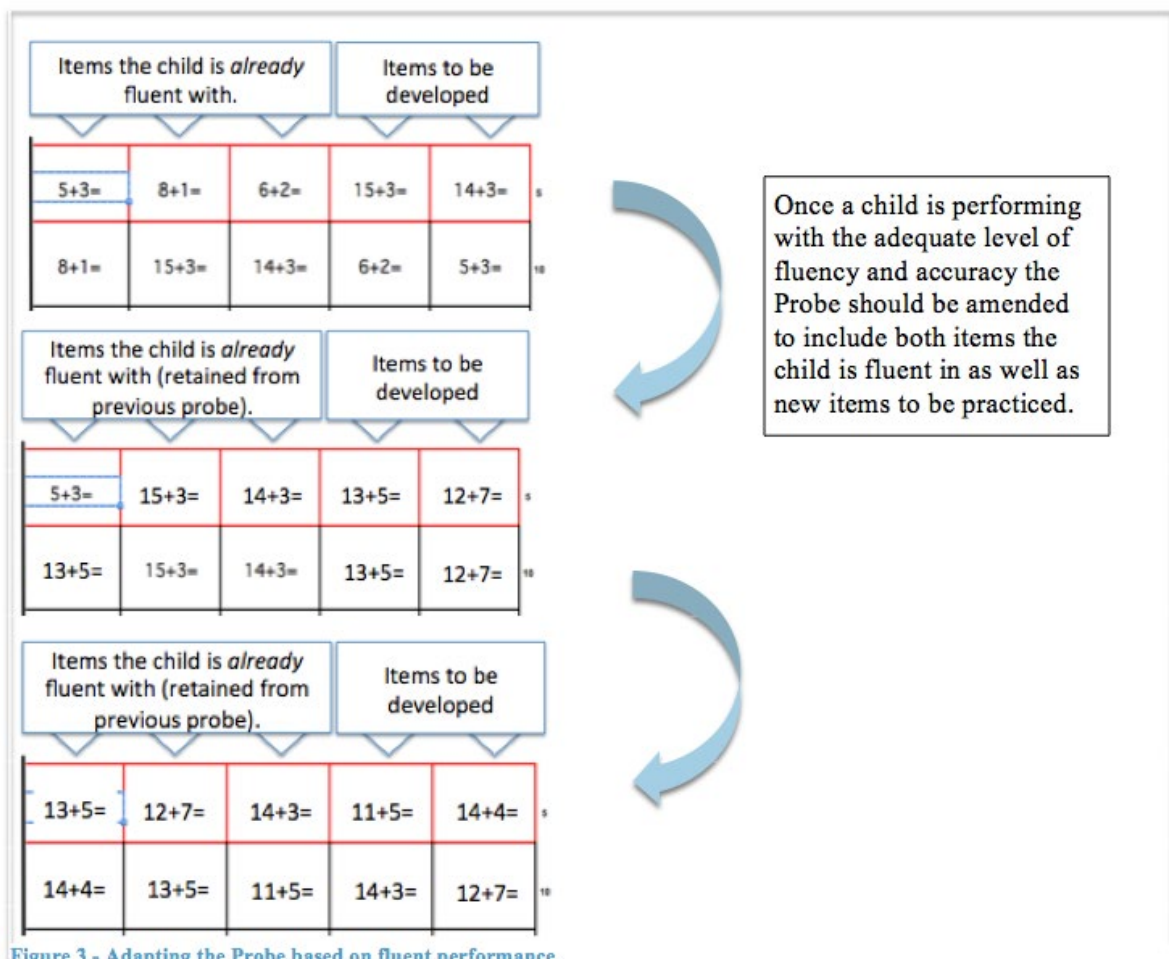 Items the child is already
fluent with.
Items to be
developed
5+3= 8+1= 6+2= 15+3= 14+3= 5
8+1= 15+3= 14+3= 6+2= 5+3= 10
Once a child is performing
with the adequate level of
fluency and accuracy the
Probe should be amended
to include both items the
child is fluent in as well as
new items to be practiced.
Items the child is already
fluent with (retained from
previous probe).
Items to be
developed
5+3= 15+3= 14+3= 13+5= 12+7= 5
13+5= 15+3= 14+3= 13+5= 12+7= 10
Items the child is already
fluent with (retained from
previous probe).
Items to be
developed
13+5= 12+7= 14+3= 11+5= 14+4= 5
14+4= 13+5= 11+5= 14+3= 12+7= 10
Figure 3 - Adapting the Probe based on fluent performance